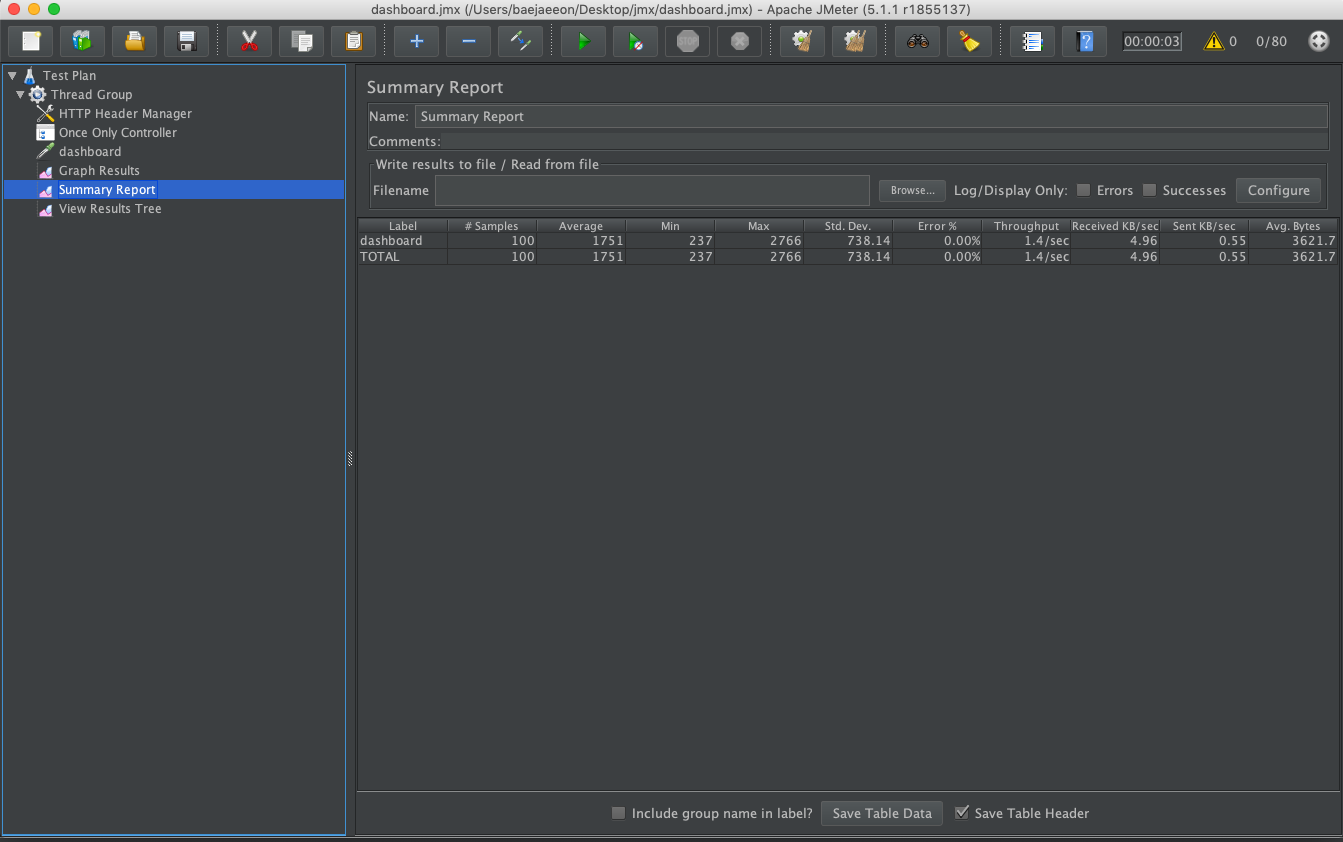 dashboard.jmx (/Users/baejaeeon/Desktop/jmx/dashboard.jmx) - Apache JMeter (5.1.1 r1855137)
STOP 00:00:03 0 0/80
Test Plan
Thread Group
HTTP Header Manager
Once Only Controller
dashboard
Graph Results
Summary Report
View Results Tree
Summary Report
Name: Summary Report
Comments:
Write results to file / Read from file
Filename Browse... Log/Display Only: Errors Successes Configure
Label # Samples Average Min Max Std. Dev. Error % Throughput Received KB/sec Sent KB/sec Avg. Bytes
dashboard 100 1751 237 2766 738.14 0.00% 1.4/sec 4.96 0.55 3621.7
TOTAL 100 1751 237 2766 738.14 0.00% 1.4/sec 4.96 0.55 3621.7
Include group name in label? Save Table Data Save Table Header